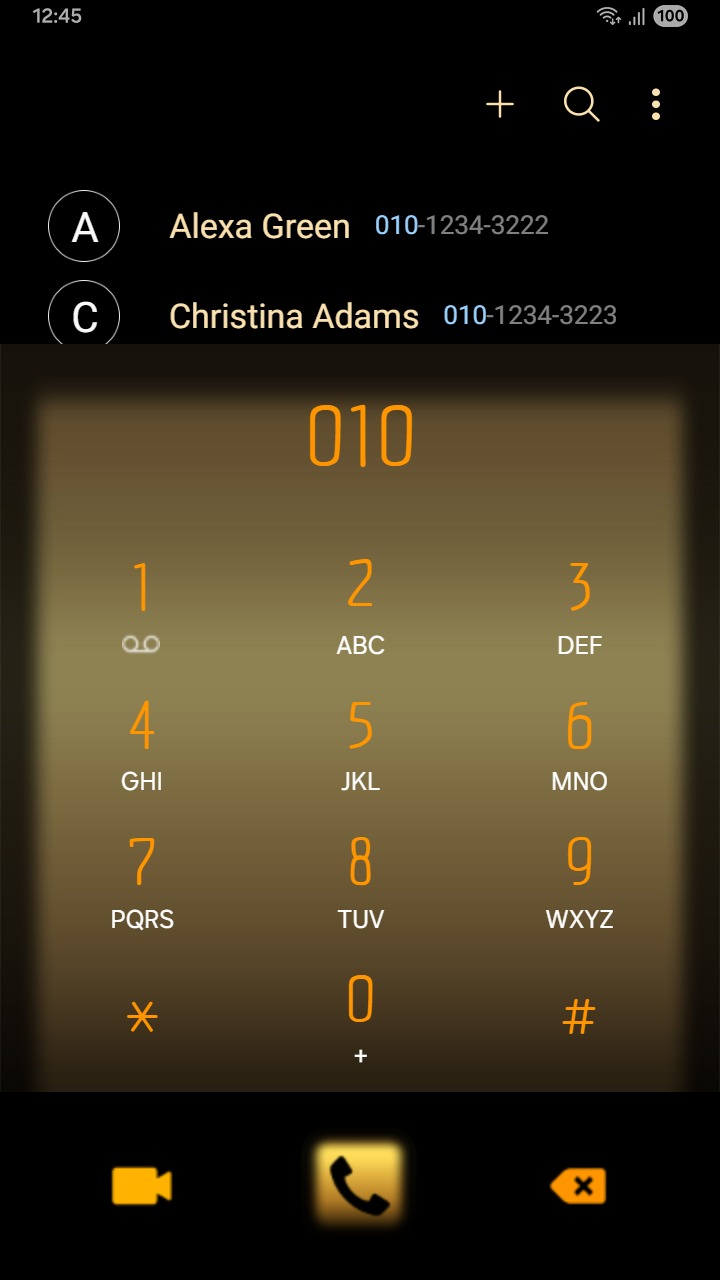 12:45 100
A Alexa Green 010-1234-3222
C Christina Adams 010-1234-3223
010
1 2 3
ABC DEF
4 5 6
GHI JKL MNO
7 8 9
PQRS TUV WXYZ
* 0 #
+